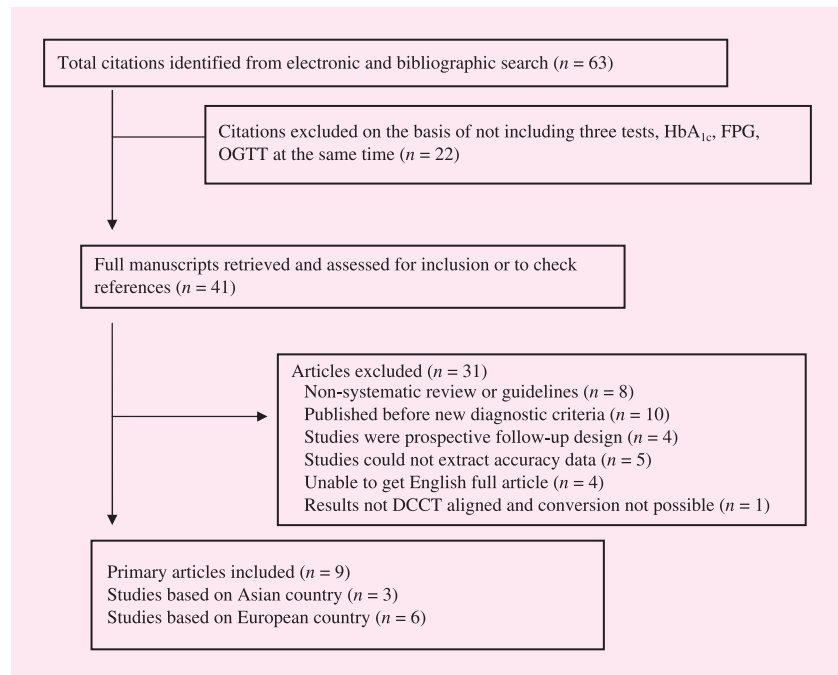 Total citations identified from electronic and bibliographic search (n = 63)
Citations excluded on the basis of not including three tests, HbA1c, FPG,
OGTT at the same time (n = 22)
Full manuscripts retrieved and assessed for inclusion or to check
references (n = 41)
Articles excluded (n = 31)
Non-systematic review or guidelines (n = 8)
Published before new diagnostic criteria (n = 10)
Studies were prospective follow-up design (n = 4)
Studies could not extract accuracy data (n = 5)
Unable to get English full article (n = 4)
Results not DCCT aligned and conversion not possible (n = 1)
Primary articles included (n = 9)
Studies based on Asian country (n = 3)
Studies based on European country (n = 6)